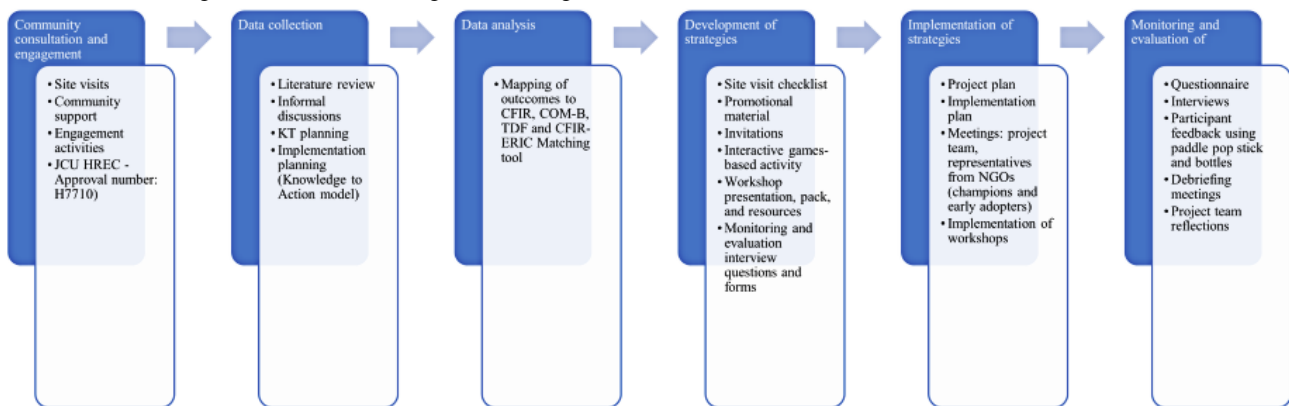 Community
consultation and
engagement
• Site visits
• Community
support
• Engagement
activities
• JCU HREC -
Approval number:
H7710)
Data collection
• Literature review
• Informal
discussions
• KT planning
• Implementation
planning
(Knowledge to
Action model)
Data analysis
• Mapping of
outccomes to
CFIR, COM-B,
TDF and CFIR-
ERIC Matching
tool
Development of
strategies
• Site visit checklist
• Promotional
material
• Invitations
• Interactive games-
based activity
• Workshop
presentation, pack,
and resources
• Monitoring and
evaluation
interview
questions and
forms
Implementation of
strategies
• Project plan
• Implementation
plan
• Meetings: project
team,
representatives
from NGOs
(champions and
early adopters)
• Implementation of
workshops
Monitoring and
evaluation of
• Questionnaire
• Interviews
• Participant
feedback using
paddle pop stick
and bottles
• Debriefing
meetings
• Project team
reflections